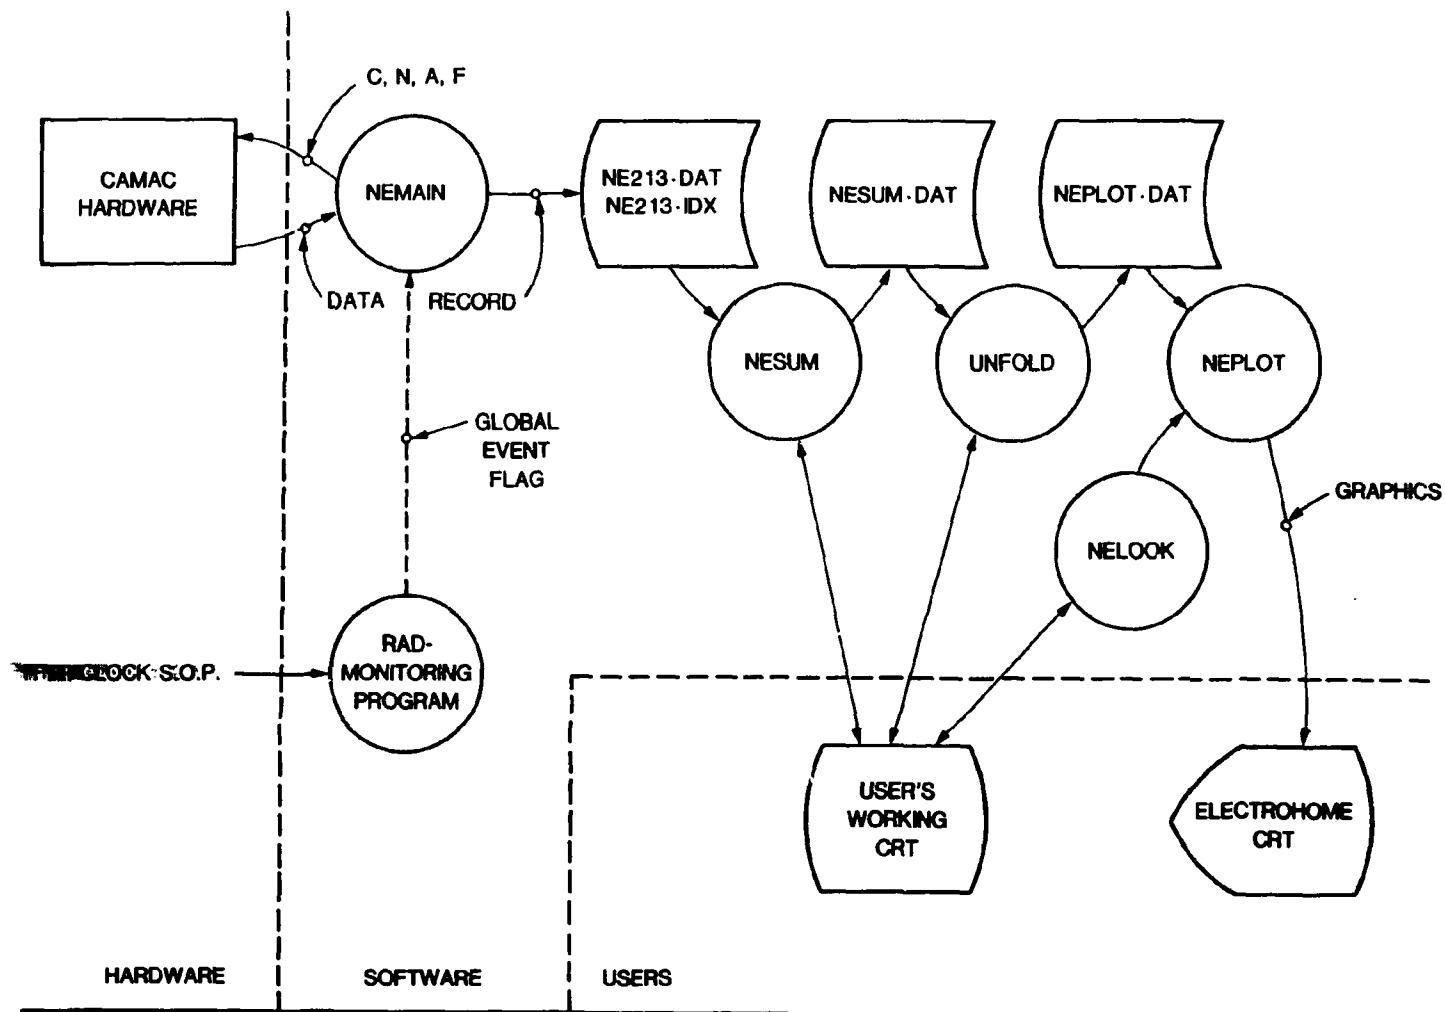 C, N, A, F
CAMAC
HARDWARE
NEMAIN
NE213·DAT
NE213·IDX
NESUM·DAT
NEPLOT·DAT
DATA
RECORD
NESUM
UNFOLD
NEPLOT
GLOBAL
EVENT
FLAG
GRAPHICS
NELOOK
RAD-
MONITORING
PROGRAM
CLOCK S.O.P.
USER'S
WORKING
CRT
ELECTROHOME
CRT
HARDWARE
SOFTWARE
USERS